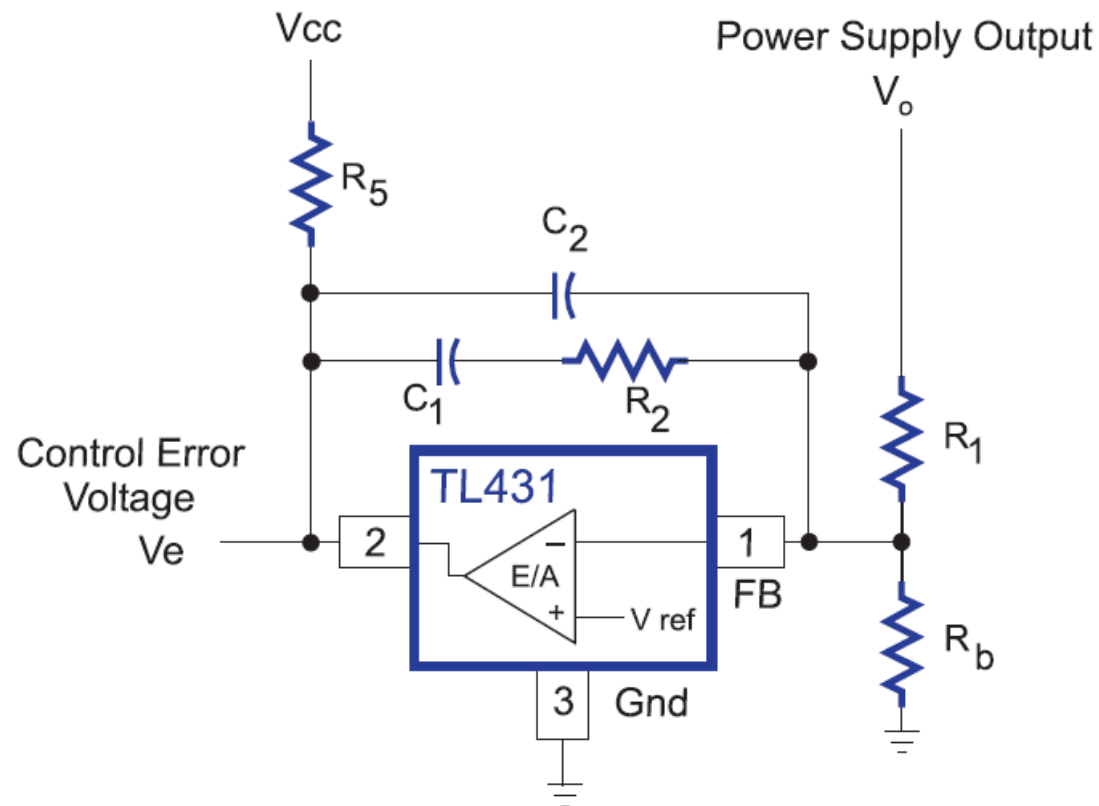 Vcc
Power Supply Output
Vo
R5
C2
C1
R2
R1
Control Error
Voltage
Ve
TL431
2
E/A
−
+
V ref
1
FB
Rb
3
Gnd